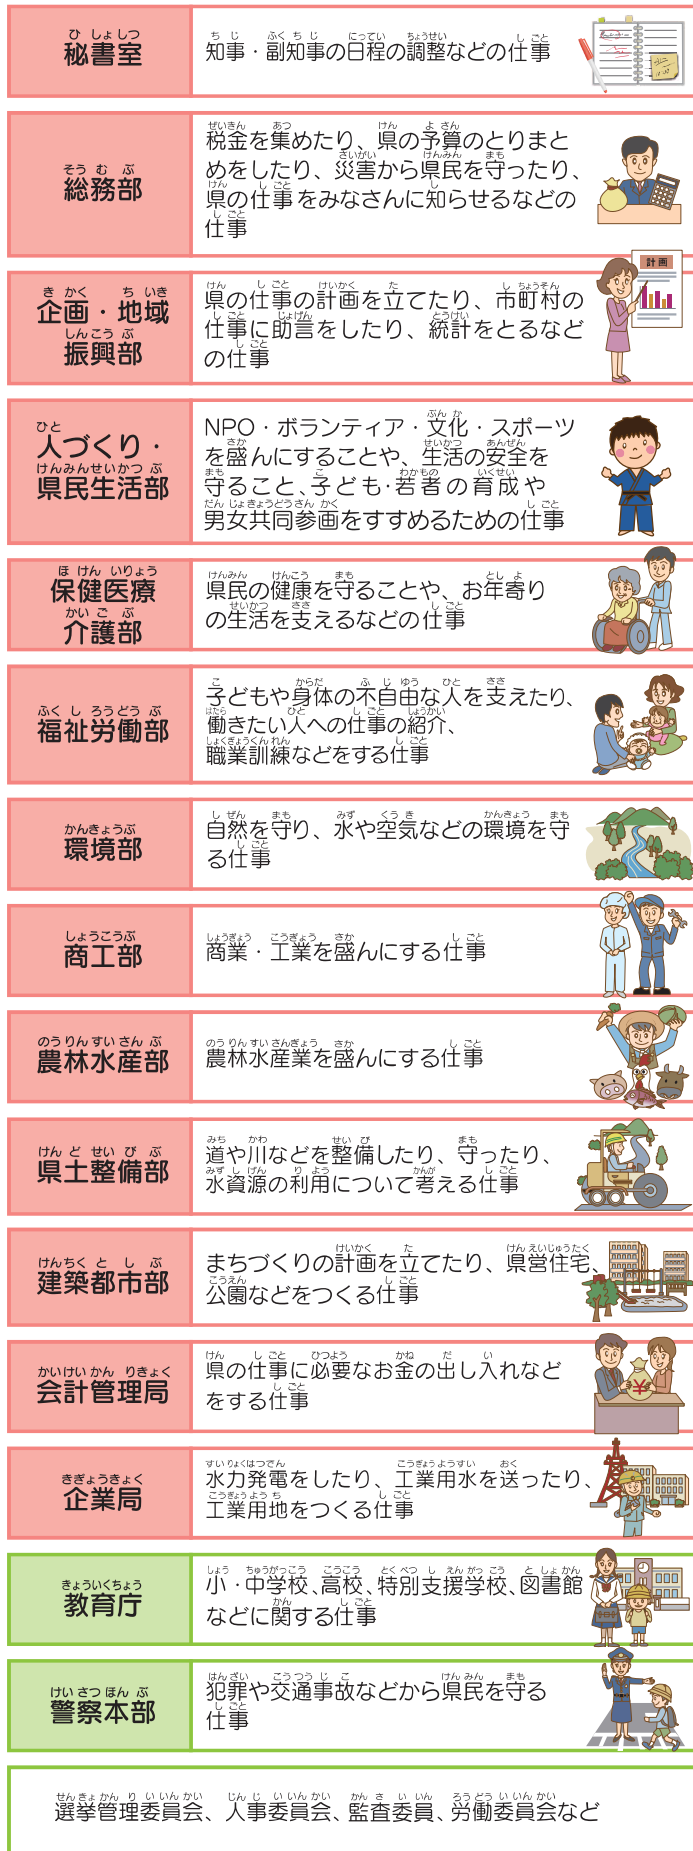 秘書室
知事・副知事の日程の調整などの仕事
総務部
税金を集めたり、県の予算のとりまと
めをしたり、災害から県民を守ったり、
県の仕事をみなさんに知らせるなどの
仕事
企画・地域
振興部
県の仕事の計画を立てたり、市町村の
仕事に助言をしたり、統計をとるなど
の仕事
計画
人づくり・
県民生活部
NPO・ボランティア・文化・スポーツ
を盛んにすることや、生活の安全を
守ること、子ども・若者の育成や
男女共同参画をすすめるための仕事
保健医療
介護部
県民の健康を守ることや、お年寄り
の生活を支えるなどの仕事
福祉労働部
子どもや身体の不自由な人を支えたり、
働きたい人への仕事の紹介、
職業訓練などをする仕事
環境部
自然を守り、水や空気などの環境を守
る仕事
商工部
商業・工業を盛んにする仕事
農林水産部
農林水産業を盛んにする仕事
県土整備部
道や川などを整備したり、守ったり、
水資源の利用について考える仕事
建築都市部
まちづくりの計画を立てたり、県営住宅、
公園などをつくる仕事
会計管理局
県の仕事に必要なお金の出し入れなど
をする仕事
¥
企業局
水力発電をしたり、工業用水を送ったり、
工業用地をつくる仕事
教育庁
小・中学校、高校、特別支援学校、図書館
などに関する仕事
警察本部
犯罪や交通事故などから県民を守る
仕事
選挙管理委員会、人事委員会、監査委員、労働委員会など